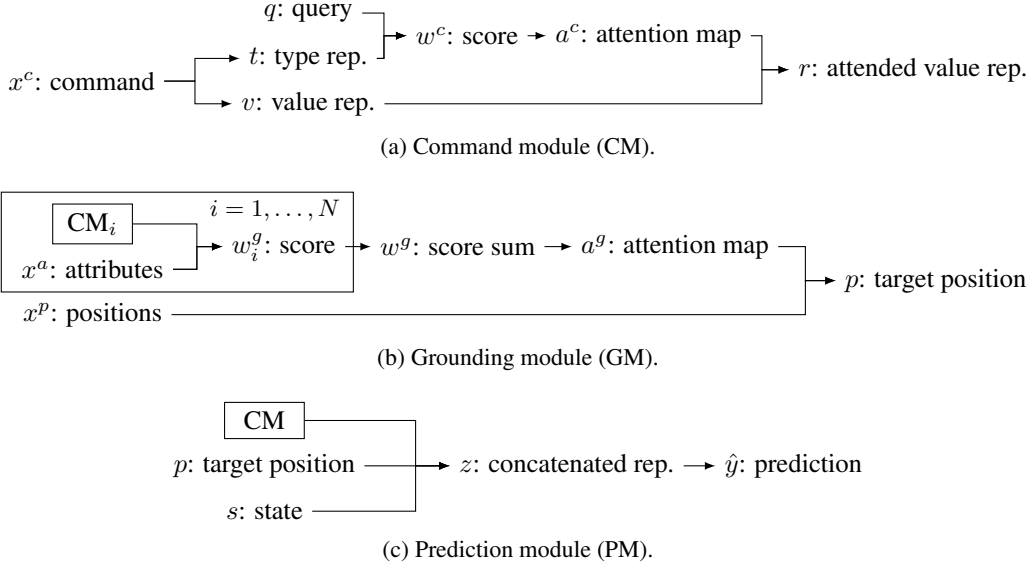 q: query
w^c: score
a^c: attention map
t: type rep.
x^c: command
r: attended value rep.
v: value rep.
(a) Command module (CM).
i = 1, . . . , N
CM_i
w_i^g: score
w^g: score sum
a^g: attention map
x^a: attributes
p: target position
x^p: positions
(b) Grounding module (GM).
CM
p: target position
z: concatenated rep.
ŷ: prediction
s: state
(c) Prediction module (PM).